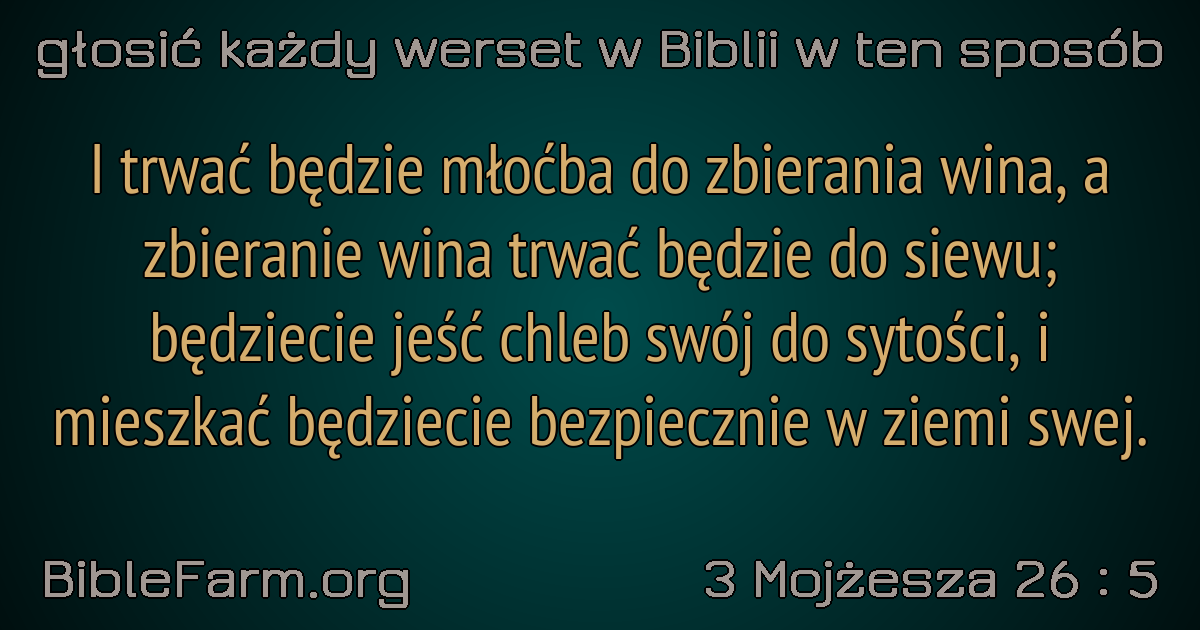 głosić każdy werset w Biblii w ten sposób
I trwać będzie młoćba do zbierania wina, a
zbieranie wina trwać będzie do siewu;
będziecie jeść chleb swój do sytości, i
mieszkać będziecie bezpiecznie w ziemi swej.
BibleFarm.org
3 Mojżesza 26 : 5